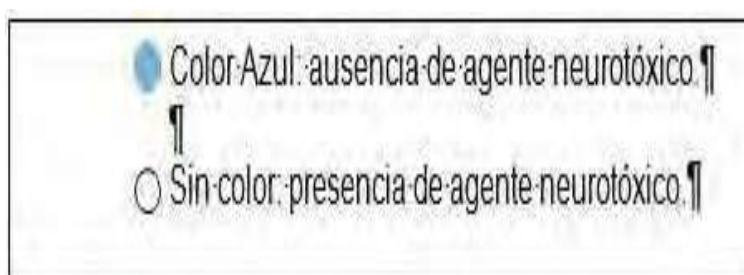 Color·Azul:·ausencia·de·agente·neurotóxico.¶
¶
Sin·color:·presencia·de·agente·neurotóxico.¶